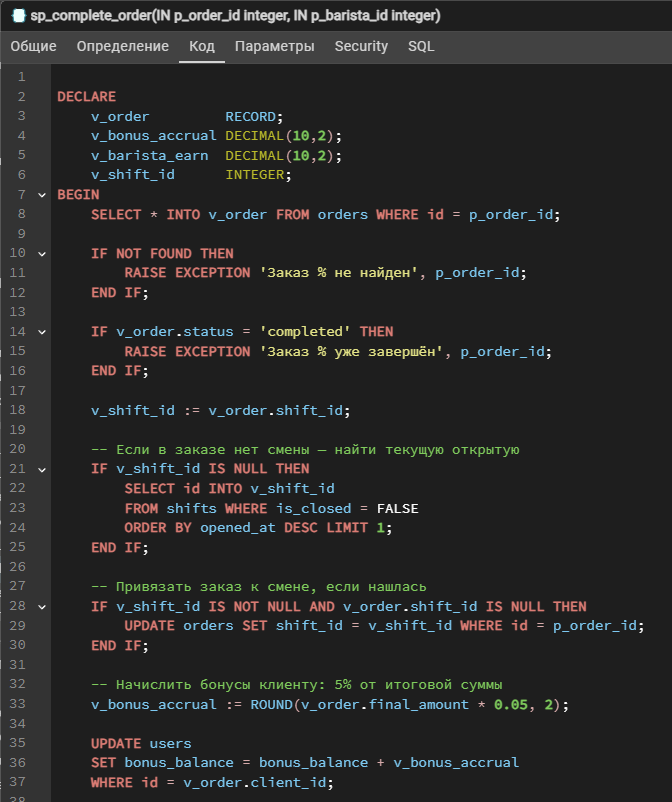 sp_complete_order(IN p_order_id integer, IN p_barista_id integer)
Общие Определение Код Параметры Security SQL
1
2 DECLARE
3     v_order         RECORD;
4     v_bonus_accrual DECIMAL(10,2);
5     v_barista_earn  DECIMAL(10,2);
6     v_shift_id      INTEGER;
7 BEGIN
8     SELECT * INTO v_order FROM orders WHERE id = p_order_id;
9
10     IF NOT FOUND THEN
11         RAISE EXCEPTION 'Заказ % не найден', p_order_id;
12     END IF;
13
14     IF v_order.status = 'completed' THEN
15         RAISE EXCEPTION 'Заказ % уже завершён', p_order_id;
16     END IF;
17
18     v_shift_id := v_order.shift_id;
19
20     -- Если в заказе нет смены — найти текущую открытую
21     IF v_shift_id IS NULL THEN
22         SELECT id INTO v_shift_id
23         FROM shifts WHERE is_closed = FALSE
24         ORDER BY opened_at DESC LIMIT 1;
25     END IF;
26
27     -- Привязать заказ к смене, если нашлась
28     IF v_shift_id IS NOT NULL AND v_order.shift_id IS NULL THEN
29         UPDATE orders SET shift_id = v_shift_id WHERE id = p_order_id;
30     END IF;
31
32     -- Начислить бонусы клиенту: 5% от итоговой суммы
33     v_bonus_accrual := ROUND(v_order.final_amount * 0.05, 2);
34
35     UPDATE users
36     SET bonus_balance = bonus_balance + v_bonus_accrual
37     WHERE id = v_order.client_id;
38